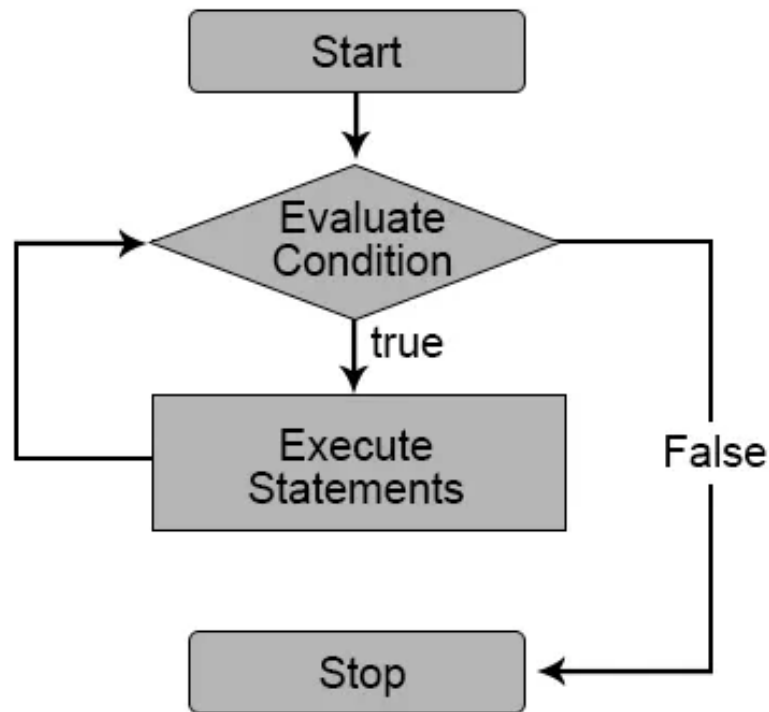 Start
Evaluate
Condition
true
Execute
Statements
False
Stop